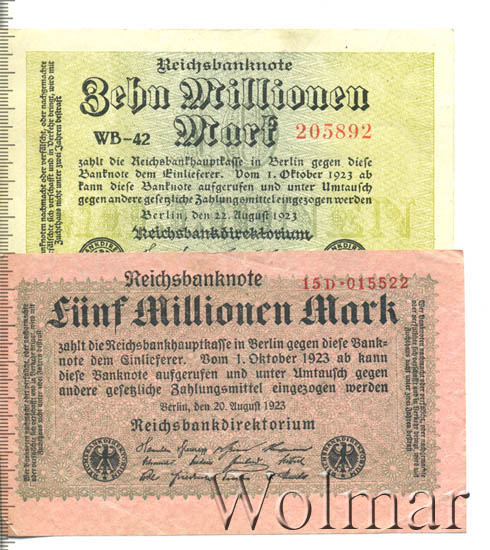 Reichsbanknote
Zehn Millionen
WB-42 Mark 205892
zahlt die Reichsbankhauptkasse in Berlin gegen diese
Banknote dem Einlieferer. Vom 1. Oktober 1923 ab
kann diese Banknote aufgerufen und unter Umtausch
gegen andere gesetzliche Zahlungsmittel eingezogen werden
Berlin, den 22. August 1923
Reichsbankdirektorium
Reichsbanknote
15D·015522
Fünf Millionen Mark
zahlt die Reichsbankhauptkasse in Berlin gegen diese Bank-
note dem Einlieferer. Vom 1. Oktober 1923 ab kann
diese Banknote aufgerufen und unter Umtausch gegen
andere gesetzliche Zahlungsmittel eingezogen werden
Berlin, den 20. August 1923
Reichsbankdirektorium
Wolmar